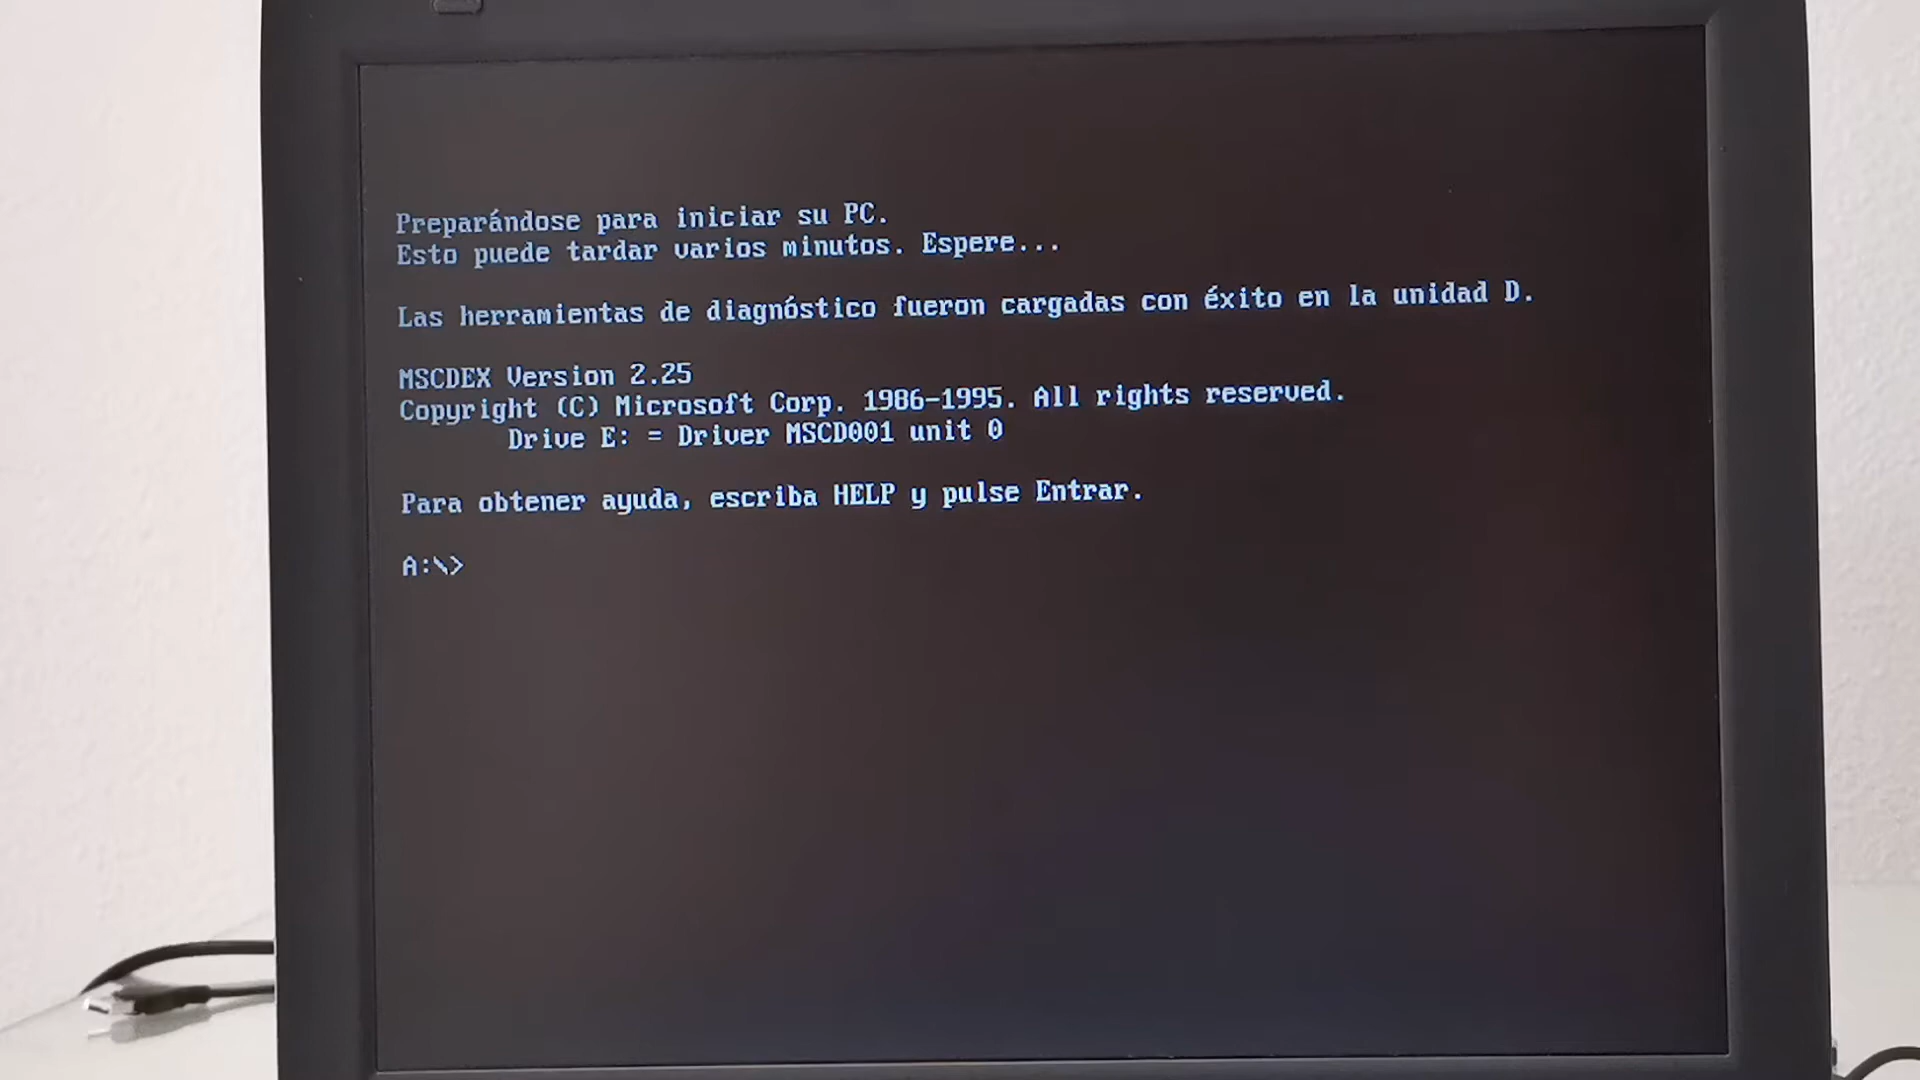 Preparándose para iniciar su PC.
Esto puede tardar varios minutos. Espere...
Las herramientas de diagnóstico fueron cargadas con éxito en la unidad D.
MSCDEX Version 2.25
Copyright (C) Microsoft Corp. 1986-1995. All rights reserved.
Drive E: = Driver MSCD001 unit 0
Para obtener ayuda, escriba HELP y pulse Entrar.
A:\>